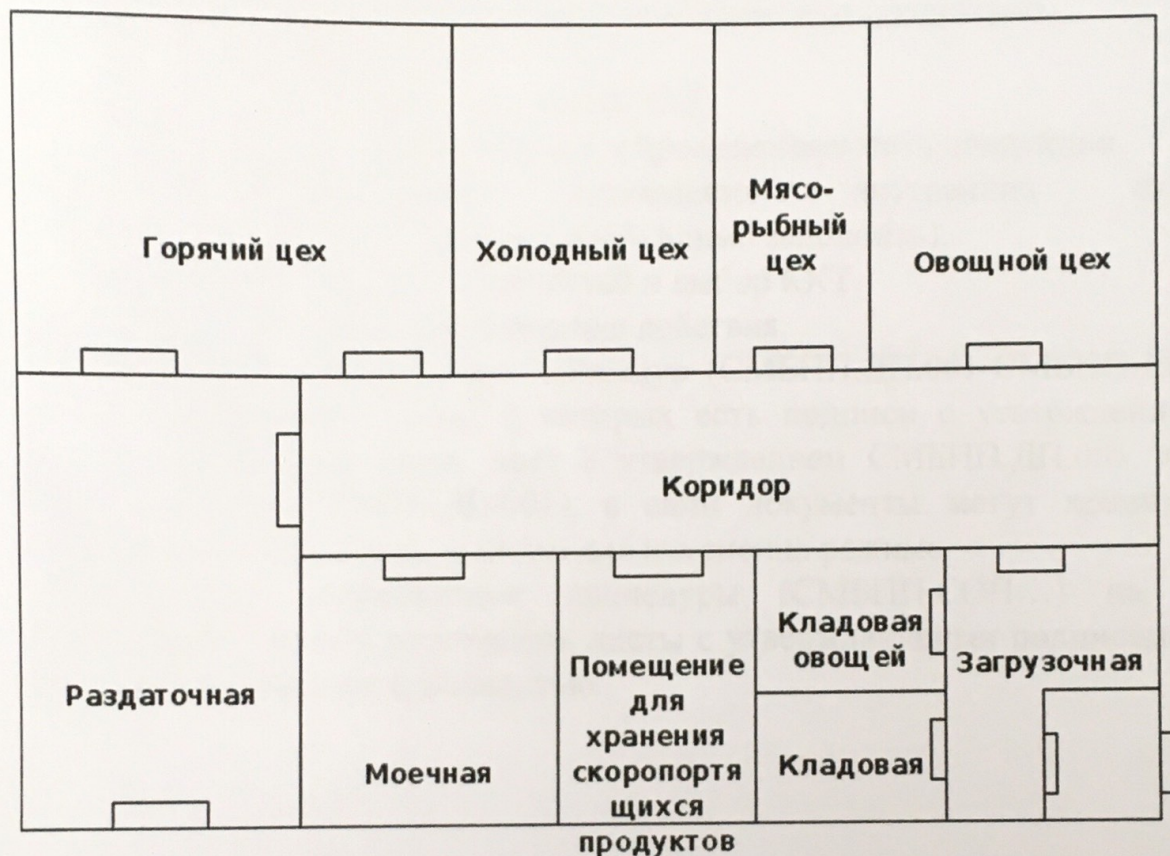 Горячий цех
Холодный цех
Мясо-
рыбный
цех
Овощной цех
Коридор
Раздаточная
Моечная
Помещение
для
хранения
скоропортя
щихся
продуктов
Кладовая
овощей
Кладовая
Загрузочная